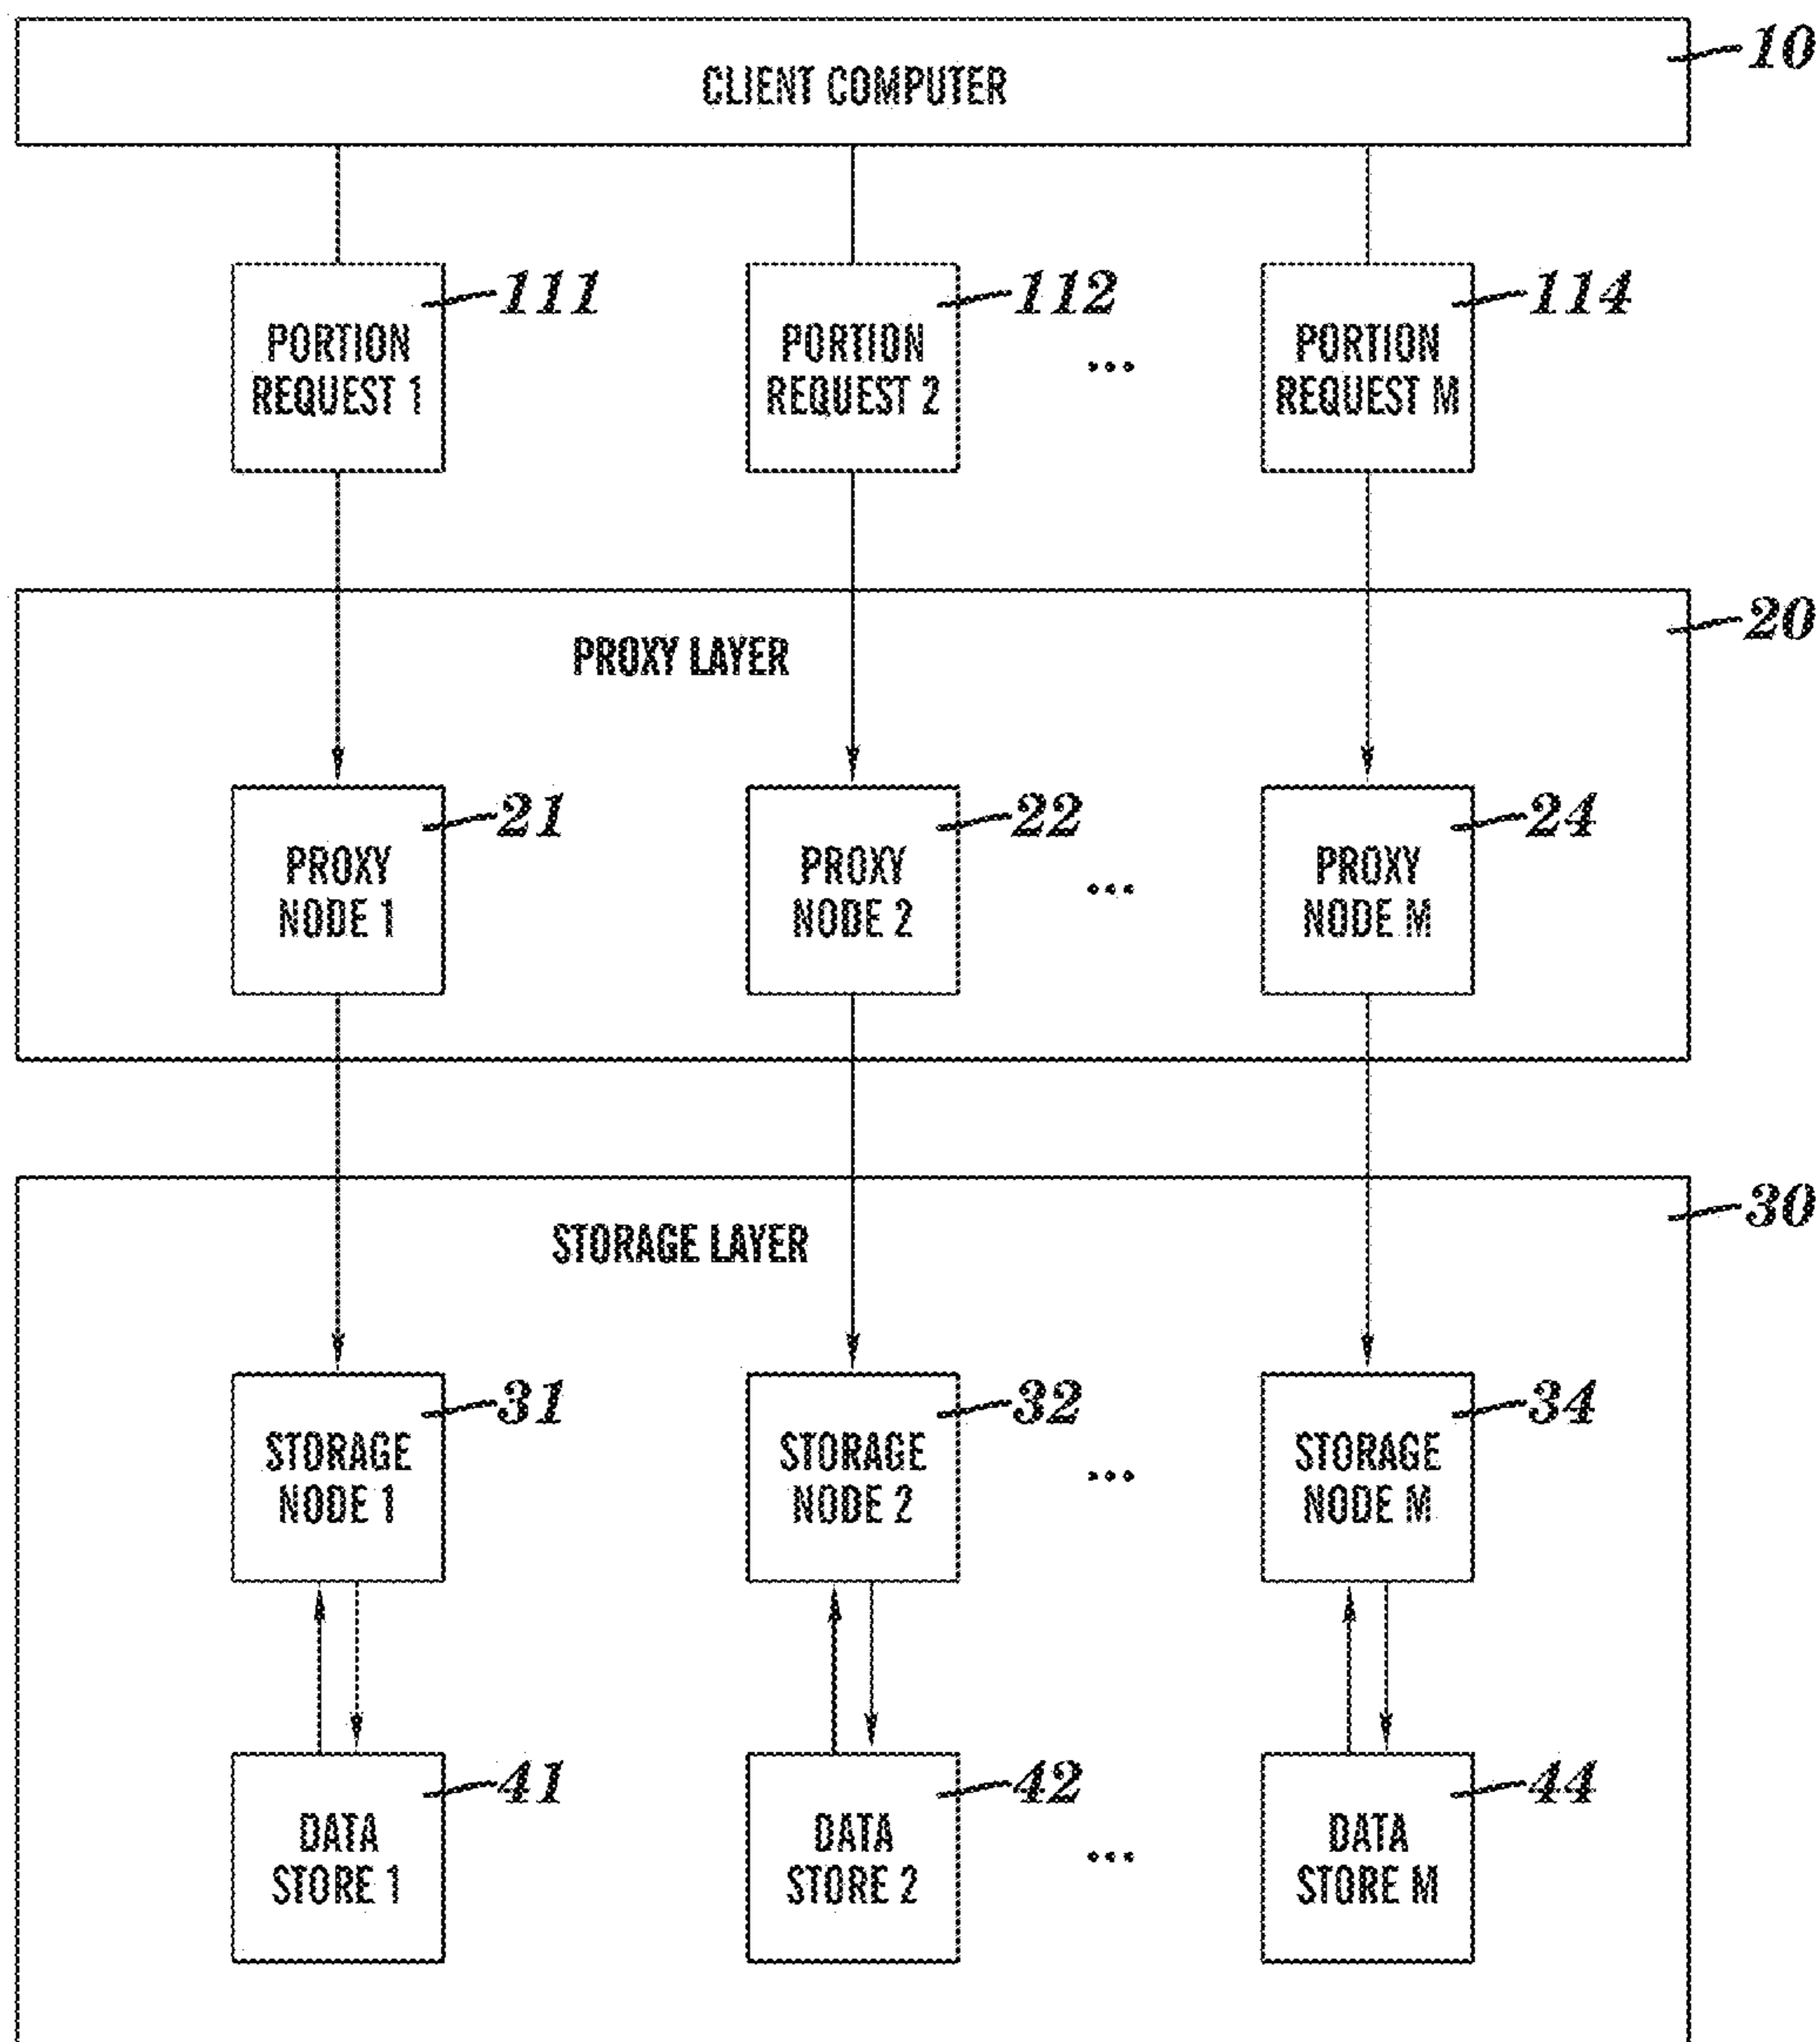 10
CLIENT COMPUTER
111
112
114
PORTION
REQUEST 1
PORTION
REQUEST 2
...
PORTION
REQUEST M
20
PROXY LAYER
21
22
24
PROXY
NODE 1
PROXY
NODE 2
...
PROXY
NODE M
30
STORAGE LAYER
31
32
34
STORAGE
NODE 1
STORAGE
NODE 2
...
STORAGE
NODE M
41
42
44
DATA
STORE 1
DATA
STORE 2
...
DATA
STORE M